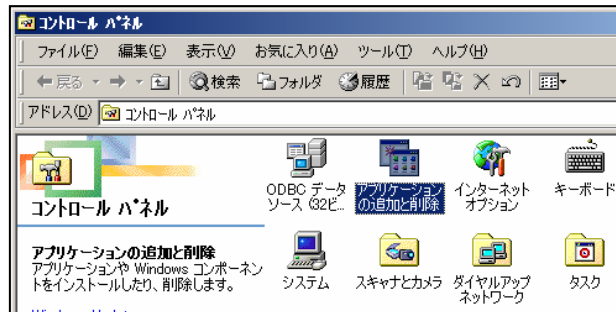 コントロール パネル
ファイル(F) 編集(E) 表示(V) お気に入り(A) ツール(T) ヘルプ(H)
戻る 検索 フォルダ 履歴
アドレス(D) コントロール パネル
コントロール パネル
アプリケーションの追加と削除
アプリケーションや Windows コンポーネン
トをインストールしたり、削除します。
ODBC データ
ソース (32ビ...
アプリケーション
の追加と削除
インターネット
オプション
キーボード
システム
スキャナとカメラ
ダイヤルアップ
ネットワーク
タスク